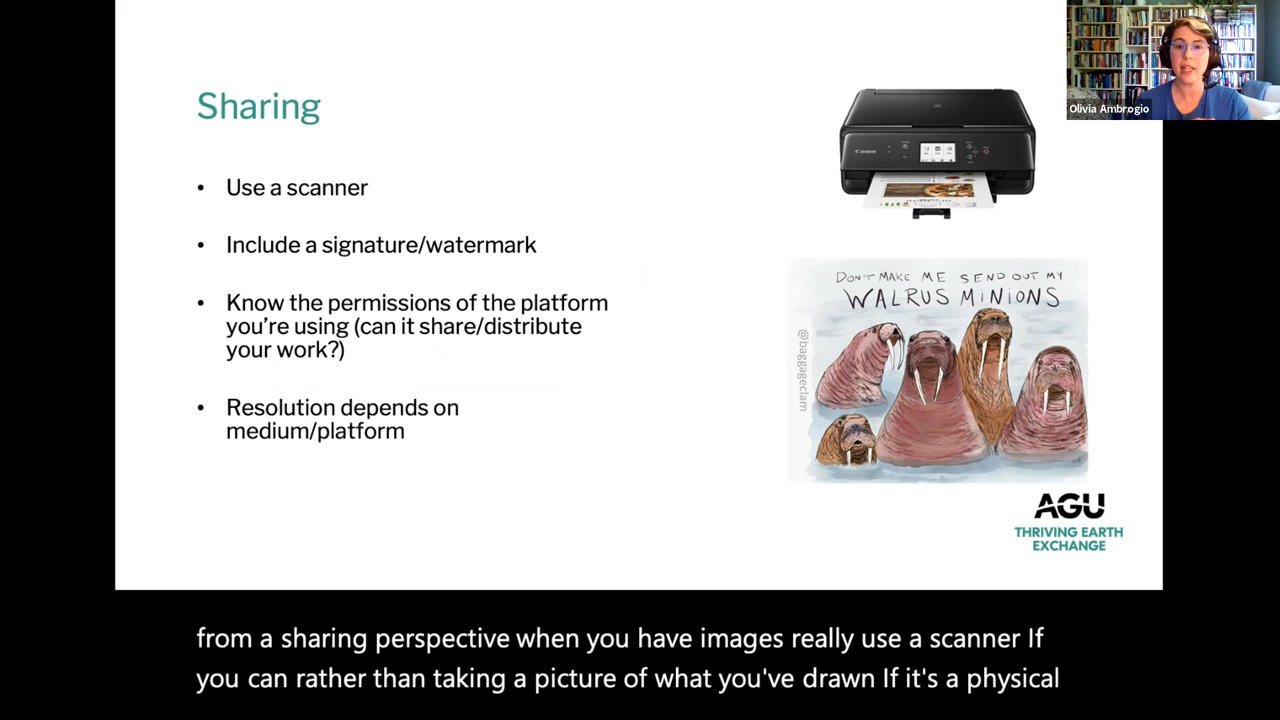 Sharing
• Use a scanner
• Include a signature/watermark
• Know the permissions of the platform
you're using (can it share/distribute
your work?)
• Resolution depends on
medium/platform
Olivia Ambrogio
Canon
DON'T MAKE ME SEND OUT MY
WALRUS MINIONS
@baggageclam
AGU
THRIVING EARTH
EXCHANGE
from a sharing perspective when you have images really use a scanner If
you can rather than taking a picture of what you've drawn If it's a physical